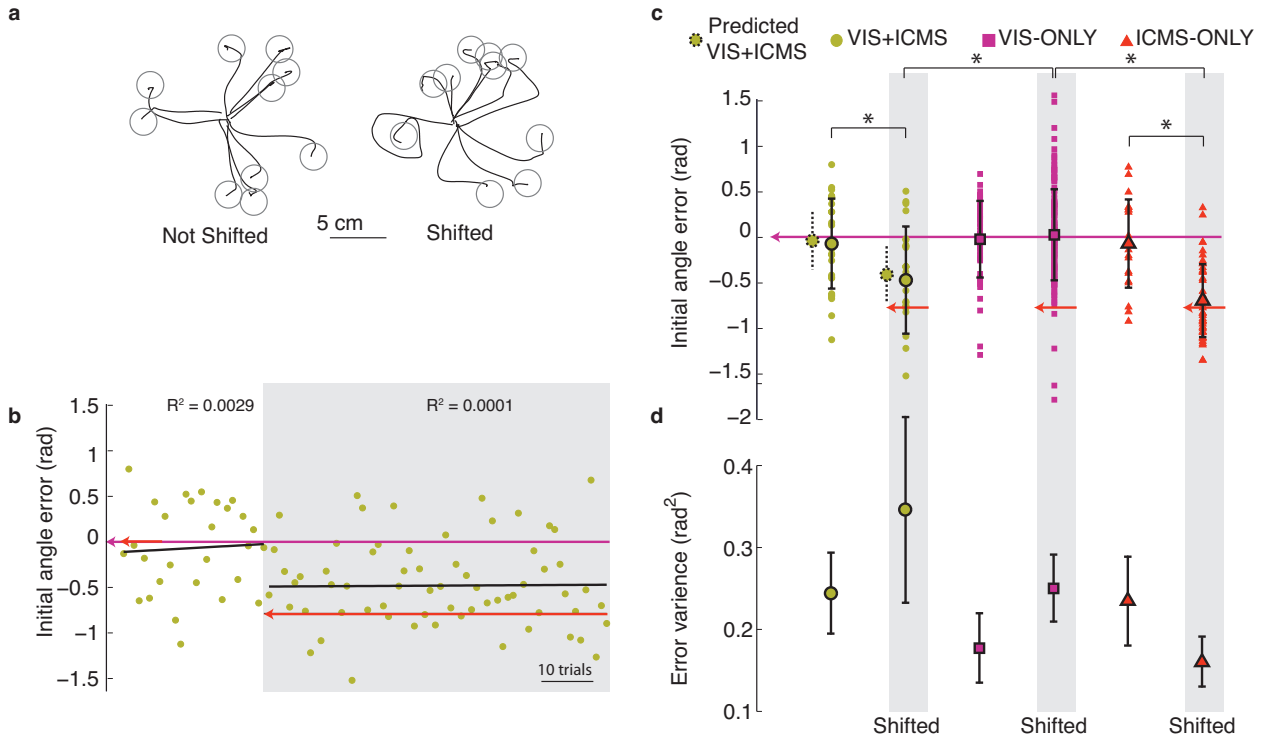 a
Not Shifted
5 cm
Shifted
b
Initial angle error (rad)
1.5
1
0.5
0
−0.5
−1
−1.5
R² = 0.0029
R² = 0.0001
10 trials
c
Predicted
VIS+ICMS
VIS+ICMS
VIS-ONLY
ICMS-ONLY
*
*
*
*
Initial angle error (rad)
1.5
1
0.5
0
−0.5
−1
−1.5
−2
d
Error varience (rad²)
0.4
0.3
0.2
0.1
Shifted
Shifted
Shifted